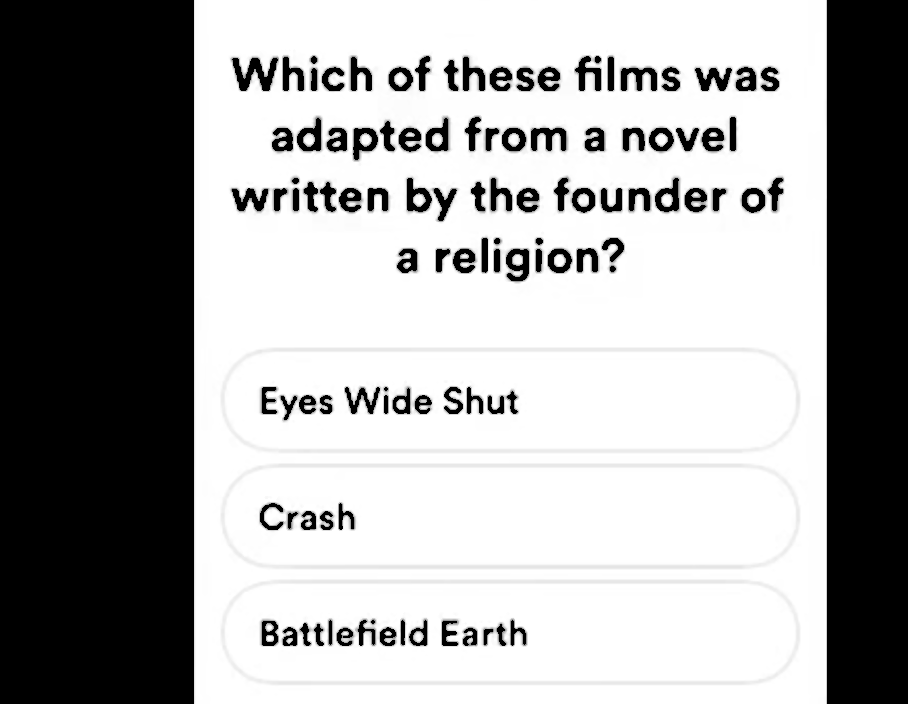 Which of these films was
adapted from a novel
written by the founder of
a religion?
Eyes Wide Shut
Crash
Battlefield Earth